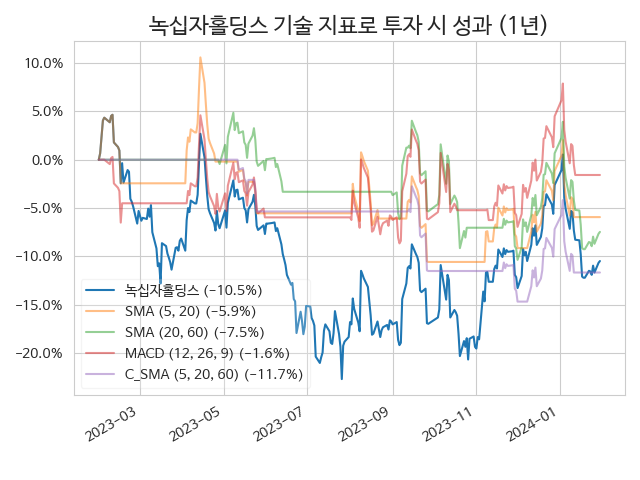 녹십자홀딩스 기술 지표로 투자 시 성과 (1년)
10.0%
5.0%
0.0%
−5.0%
−10.0%
−15.0%
−20.0%
녹십자홀딩스 (−10.5%)
SMA (5, 20) (−5.9%)
SMA (20, 60) (−7.5%)
MACD (12, 26, 9) (−1.6%)
C_SMA (5, 20, 60) (−11.7%)
2023−03
2023−05
2023−07
2023−09
2023−11
2024−01